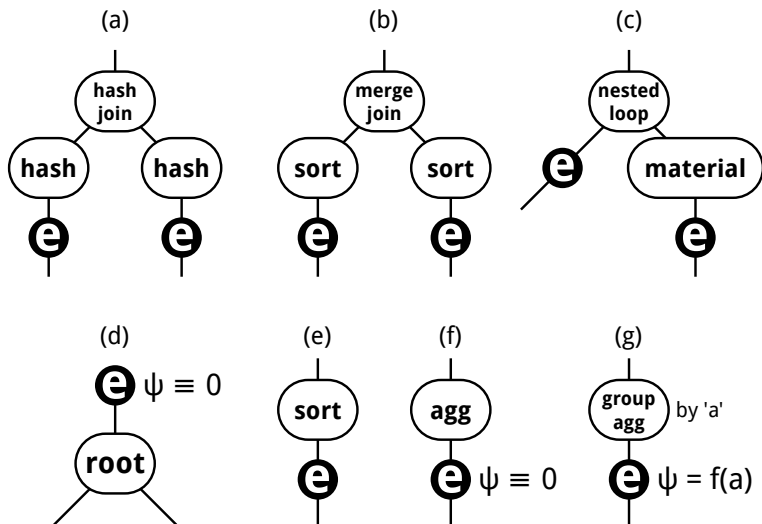 (a)
hash
join
hash
hash
e
e
(b)
merge
join
sort
sort
e
e
(c)
nested
loop
e
material
e
(d)
e ψ ≡ 0
root
(e)
sort
e
(f)
agg
e ψ ≡ 0
(g)
group
agg
by 'a'
e ψ = f(a)